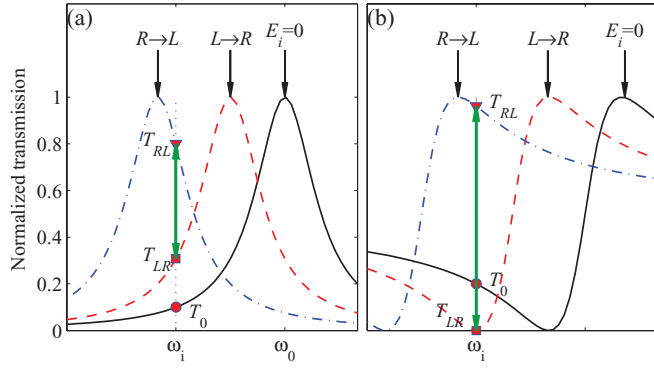 (a)
R→L
L→R
E_i=0
Normalized transmission
1
0.8
0.6
0.4
0.2
0
T_RL
T_LR
T_0
ω_i
ω_0
(b)
R→L
L→R
E_i=0
T_RL
T_0
T_LR
ω_i